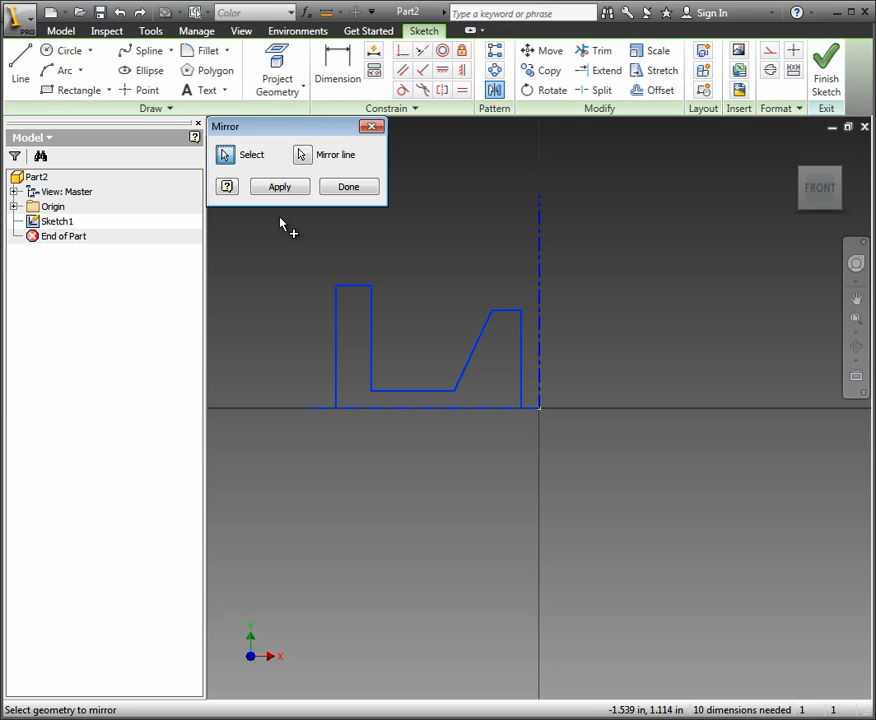 PRO
Color
Part2
Type a keyword or phrase
Sign In
Model Inspect Tools Manage View Environments Get Started Sketch
Line
Circle
Arc
Rectangle
Spline
Ellipse
Point
Fillet
Polygon
Text
Project
Geometry
Dimension
Move
Copy
Rotate
Trim
Extend
Split
Scale
Stretch
Offset
Finish
Sketch
Draw
Constrain
Pattern
Modify
Layout
Insert
Format
Exit
Model
Part2
View: Master
Origin
Sketch1
End of Part
Mirror
Select
Mirror line
Apply
Done
FRONT
Y
X
Select geometry to mirror
-1.539 in, 1.114 in
10 dimensions needed
1
1